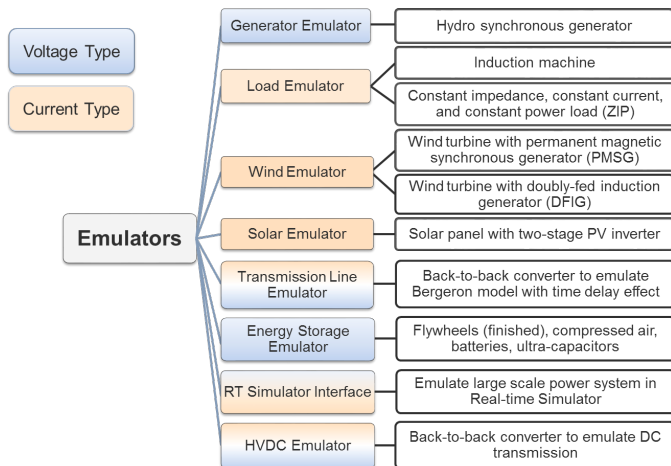 Voltage Type
Current Type
Emulators
Generator Emulator
Hydro synchronous generator
Load Emulator
Induction machine
Constant impedance, constant current,
and constant power load (ZIP)
Wind Emulator
Wind turbine with permanent magnetic
synchronous generator (PMSG)
Wind turbine with doubly-fed induction
generator (DFIG)
Solar Emulator
Solar panel with two-stage PV inverter
Transmission Line
Emulator
Back-to-back converter to emulate
Bergeron model with time delay effect
Energy Storage
Emulator
Flywheels (finished), compressed air,
batteries, ultra-capacitors
RT Simulator Interface
Emulate large scale power system in
Real-time Simulator
HVDC Emulator
Back-to-back converter to emulate DC
transmission